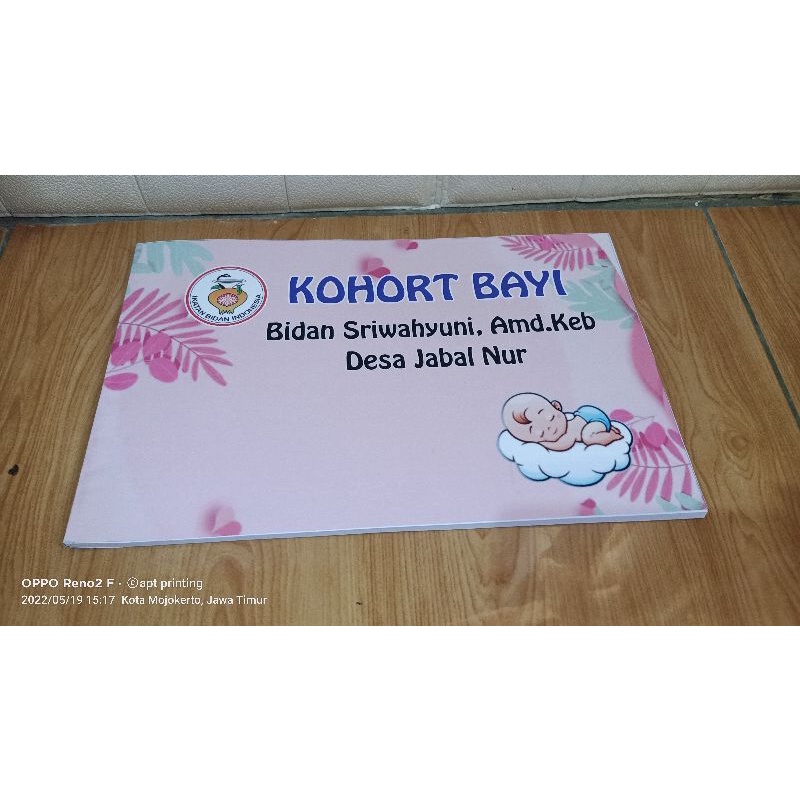 KOHORT BAYI
IKATAN BIDAN INDONESIA
Bidan Sriwahyuni, Amd.Keb
Desa Jabal Nur
OPPO Reno2 F · ⓒapt printing
2022/05/19 15:17 Kota Mojokerto, Jawa Timur